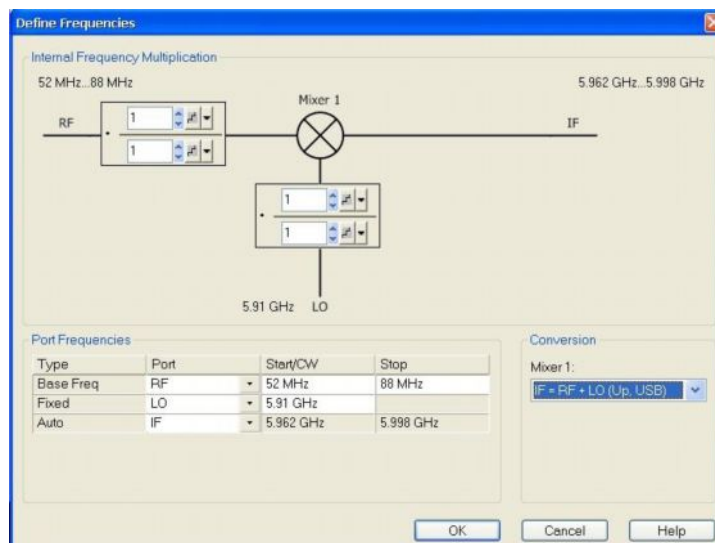 Define Frequencies
Internal Frequency Multiplication
52 MHz...88 MHz
5.962 GHz...5.998 GHz
Mixer 1
RF
1
1
IF
1
1
5.91 GHz LO
Port Frequencies
Type Port Start/CW Stop
Base Freq RF 52 MHz 88 MHz
Fixed LO 5.91 GHz
Auto IF 5.962 GHz 5.998 GHz
Conversion
Mixer 1:
IF = RF + LO (Up, USB)
OK Cancel Help